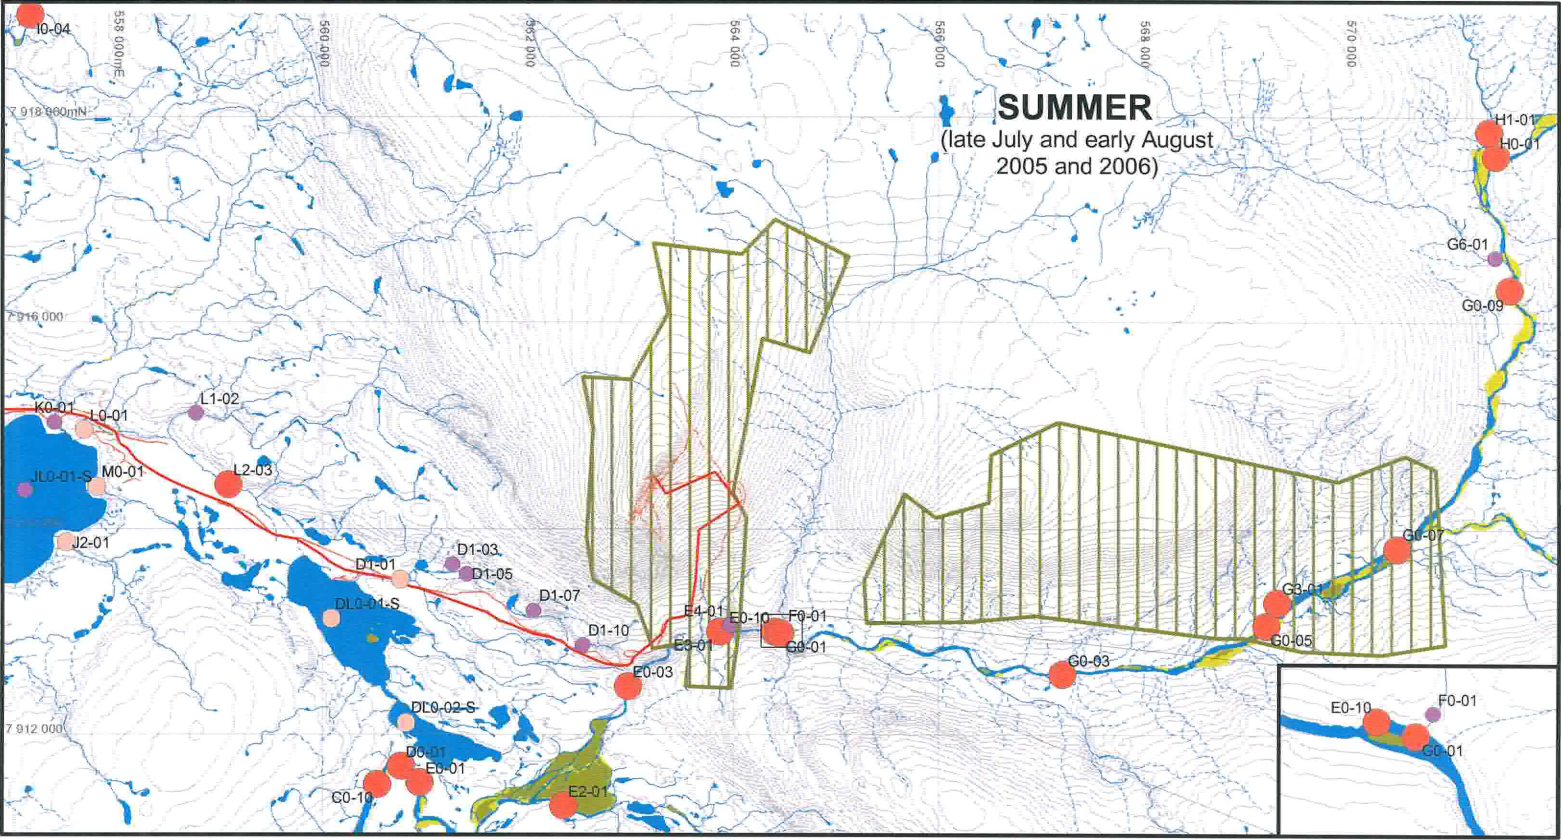 I0-04
558 000mE
560 000
562 000
564 000
566 000
568 000
570 000
7 918 000mN
SUMMER
(late July and early August
2005 and 2006)
H1-01
H0-01
G6-01
G0-09
7 916 000
K0-01
L0-01
L1-02
JL0-01-S
M0-01
L2-03
J2-01
D1-03
D1-05
D1-01
DL0-01-S
D1-07
D1-10
E4-01
E0-10
F0-01
E3-01
G0-01
E0-03
G0-07
G3-01
G0-05
G0-03
DL0-02-S
7 912 000
D0-01
E0-01
C0-10
E2-01
E0-10
F0-01
G0-01